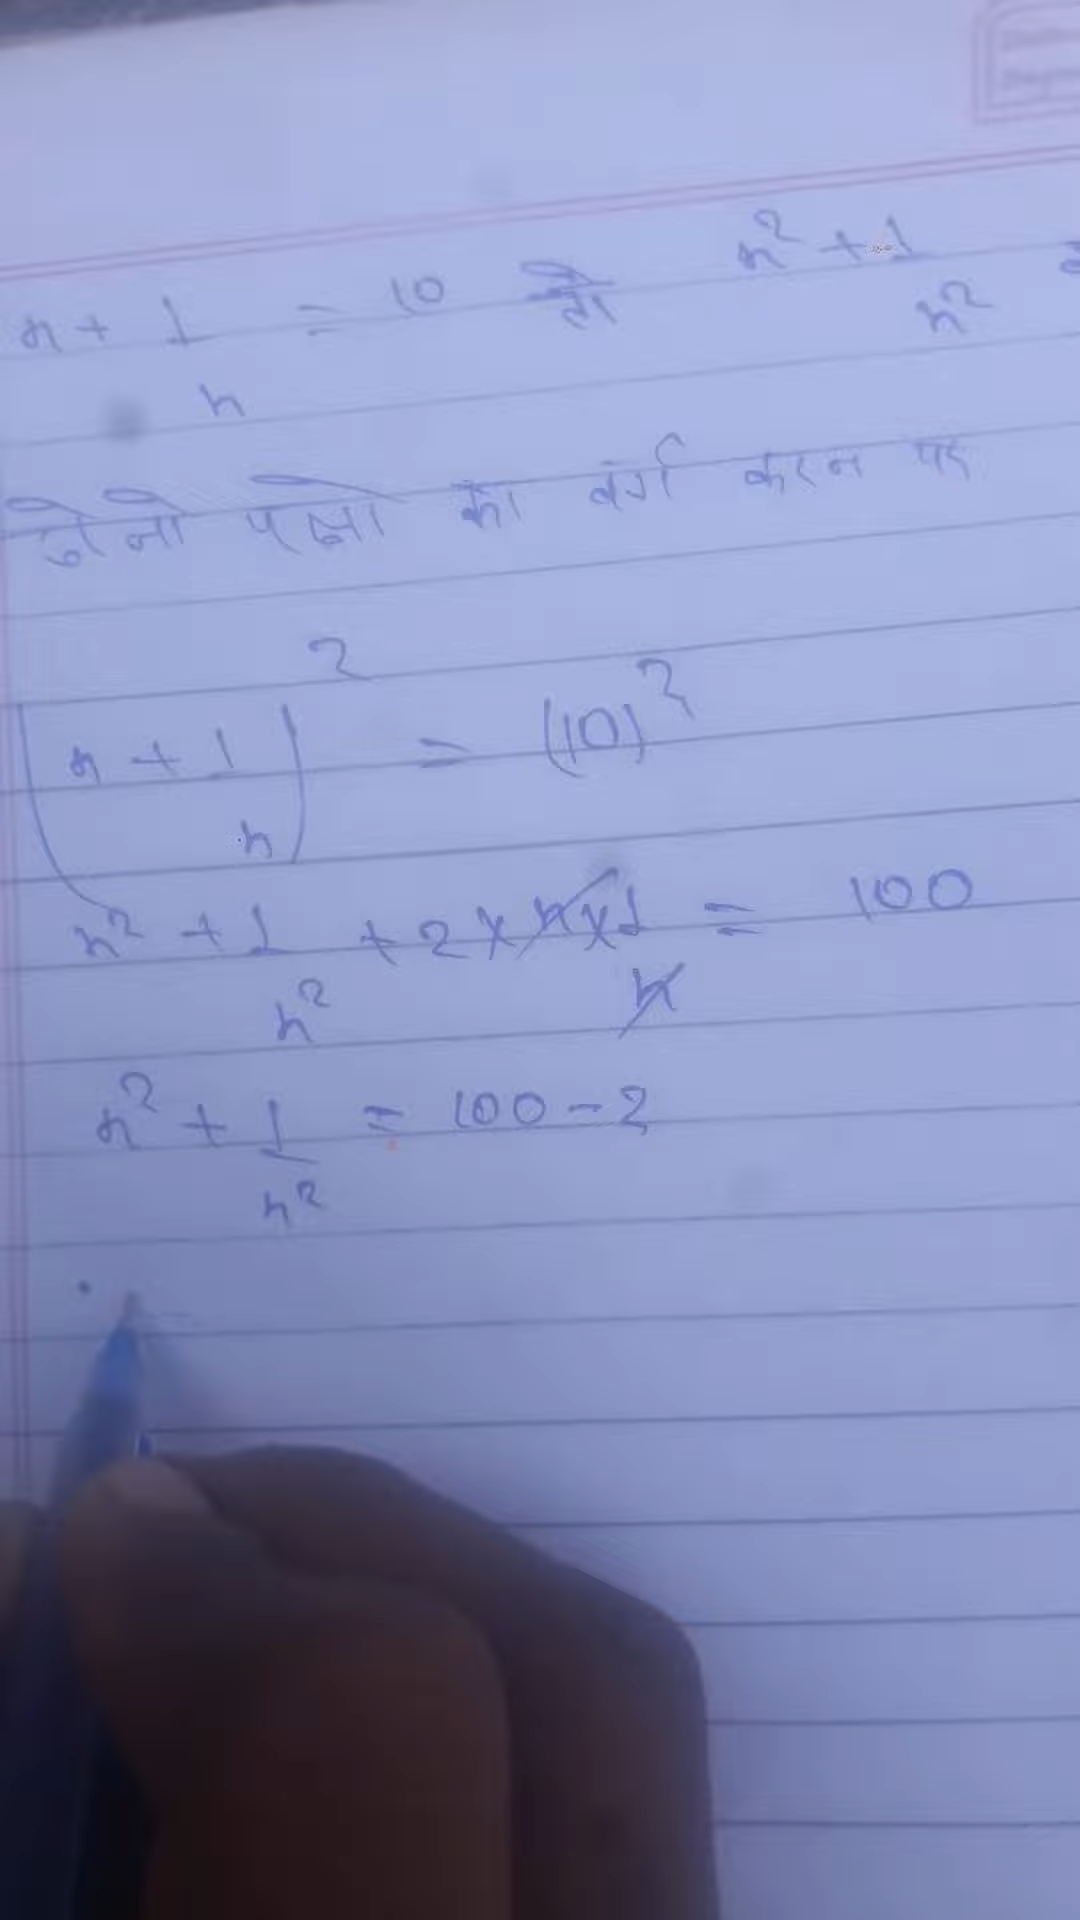 x + 1/x = 10 तो x² + 1/x²
दोनो पक्षो का वर्ग करन पर
(x + 1/x)² = (10)²
x² + 1/x² + 2 × x × 1/x = 100
x² + 1/x² = 100 - 2